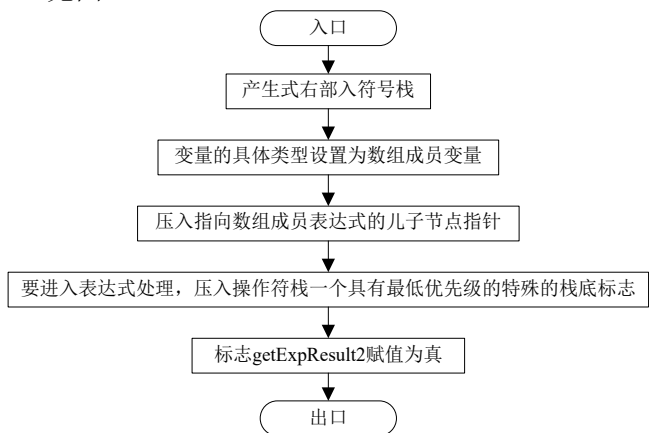 入口
产生式右部入符号栈
变量的具体类型设置为数组成员变量
压入指向数组成员表达式的儿子节点指针
要进入表达式处理，压入操作符栈一个具有最低优先级的特殊的栈底标志
标志getExpResult2赋值为真
出口